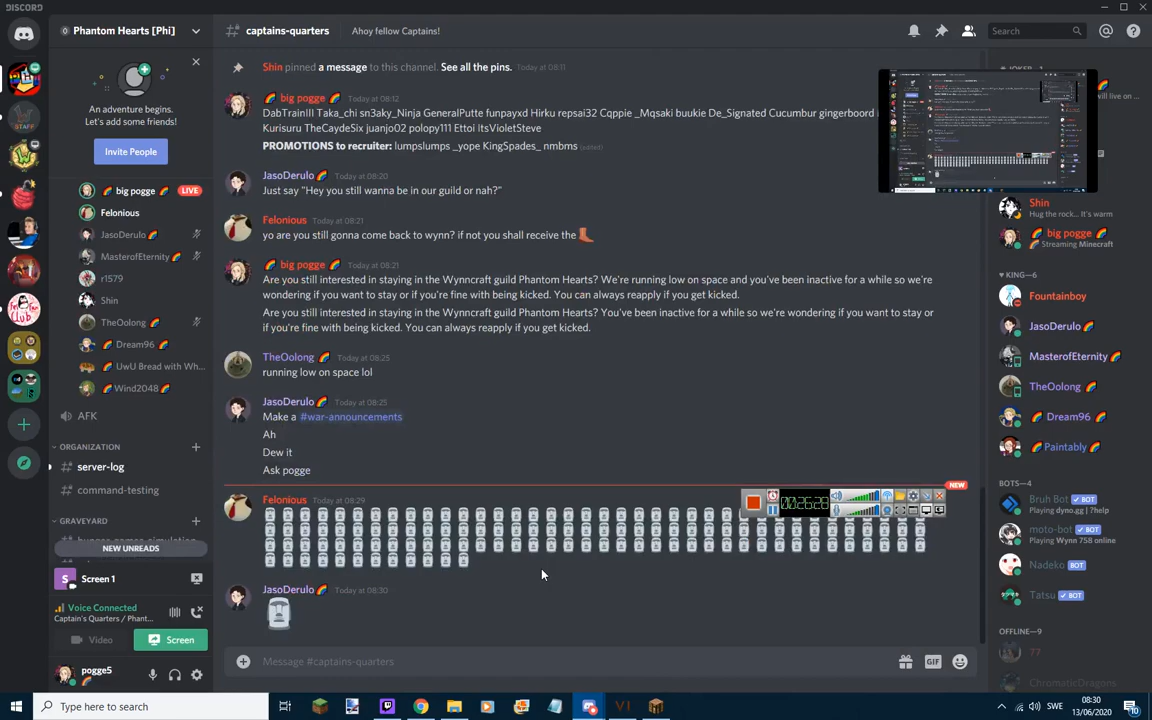 DISCORD
Phantom Hearts [Phi]
# captains-quarters Ahoy fellow Captains!
Search
An adventure begins.
Let's add some friends!
Invite People
big pogge LIVE
Felonious
JasoDerulo
MasterofEternity
r1579
Shin
TheOolong
Dream96
UwU Bread with Wh...
Wind2048
AFK
ORGANIZATION
# server-log
# command-testing
GRAVEYARD
NEW UNREADS
S Screen 1
Voice Connected
Captain's Quarters / Phant...
Video Screen
pogge5
Shin pinned a message to this channel. See all the pins. Today at 08:11
big pogge Today at 08:12
DabTrainIII Taka_chi sn3aky_Ninja GeneralPutte funpayxd Hirku repsai32 Cqppie _Mqsaki buukie De_Signated Cucumbur gingerboord
Kurisuru TheCaydeSix juanjo02 polopy111 Ettoi ItsVioletSteve
PROMOTIONS to recruiter: lumpslumps _yope KingSpades_ nmbms (edited)
JasoDerulo Today at 08:20
Just say "Hey you still wanna be in our guild or nah?"
Felonious Today at 08:21
yo are you still gonna come back to wynn? if not you shall receive the
big pogge Today at 08:21
Are you still interested in staying in the Wynncraft guild Phantom Hearts? We're running low on space and you've been inactive for a while so we're
wondering if you want to stay or if you're fine with being kicked. You can always reapply if you get kicked.
Are you still interested in staying in the Wynncraft guild Phantom Hearts? You've been inactive for a while so we're wondering if you want to stay or
if you're fine with being kicked. You can always reapply if you get kicked.
TheOolong Today at 08:25
running low on space lol
JasoDerulo Today at 08:25
Make a #war-announcements
Ah
Dew it
Ask pogge
NEW
Felonious Today at 08:29
JasoDerulo Today at 08:30
Message #captains-quarters
GIF
will live on ...
Shin
Hug the rock... It's warm
big pogge
Streaming Minecraft
KING—6
Fountainboy
JasoDerulo
MasterofEternity
TheOolong
Dream96
Paintably
BOTS—4
Bruh Bot BOT
Playing dyno.gg | ?help
moto-bot BOT
Playing Wynn 758 online
Nadeko BOT
Tatsu BOT
OFFLINE—9
77
ChromaticDragons
Type here to search
SWE
08:30
13/06/2020